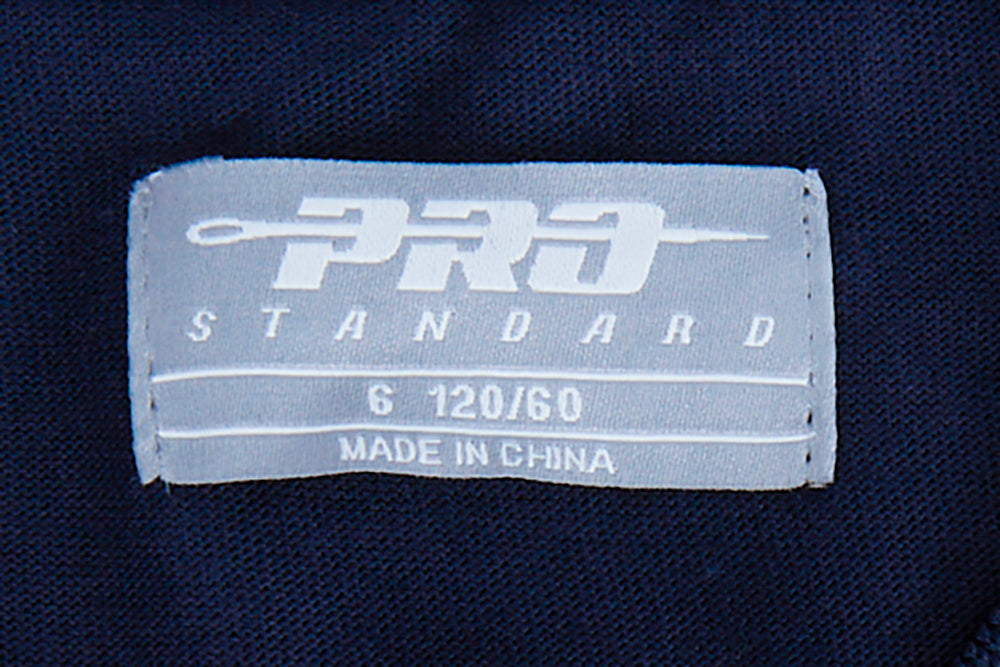 PRO
STANDARD
6 120/60
MADE IN CHINA